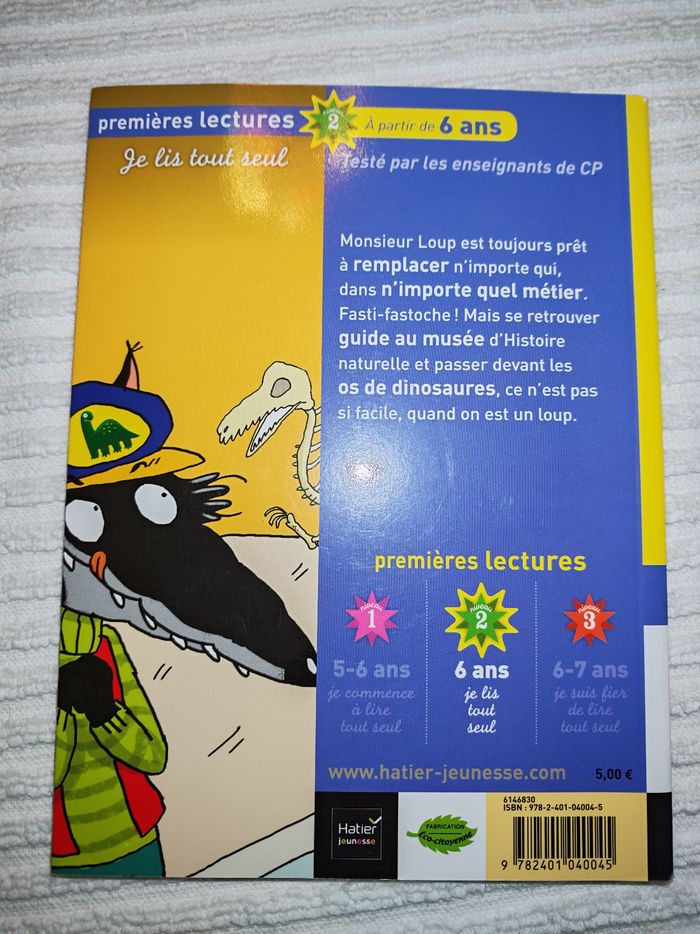 premières lectures niveau 2 À partir de 6 ans
Je lis tout seul
Testé par les enseignants de CP
Monsieur Loup est toujours prêt
à remplacer n'importe qui,
dans n'importe quel métier.
Fasti-fastoche ! Mais se retrouver
guide au musée d'Histoire
naturelle et passer devant les
os de dinosaures, ce n'est pas
si facile, quand on est un loup.
premières lectures
niveau
1
5-6 ans
je commence
à lire
tout seul
niveau
2
6 ans
je lis
tout
seul
niveau
3
6-7 ans
je suis fier
de lire
tout seul
www.hatier-jeunesse.com
5,00 €
Hatier
jeunesse
FABRICATION
Éco-citoyenne
6146830
ISBN : 978-2-401-04004-5
9 782401 040045